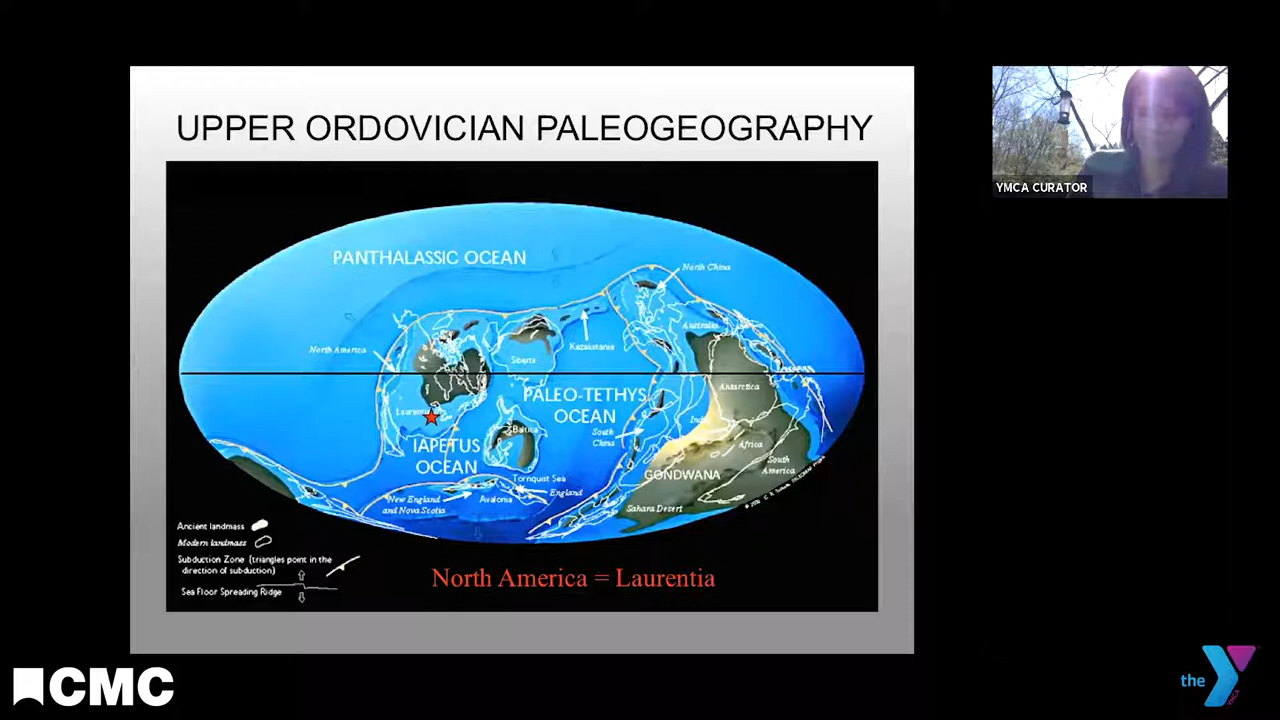 UPPER ORDOVICIAN PALEOGEOGRAPHY
PANTHALASSIC OCEAN
North China
Australia
North America
Siberia
Kazakstania
Antarctica
PALEO-TETHYS
OCEAN
Laurentia
IAPETUS
OCEAN
Baltica
South
China
Africa
South
America
GONDWANA
Tornquist Sea
England
New England
and Nova Scotia
Avalonia
Sahara Desert
Ancient landmass
Modern landmass
Subduction Zone (triangles point in the
direction of subduction)
Sea Floor Spreading Ridge
North America = Laurentia
YMCA CURATOR
CMC
the Y